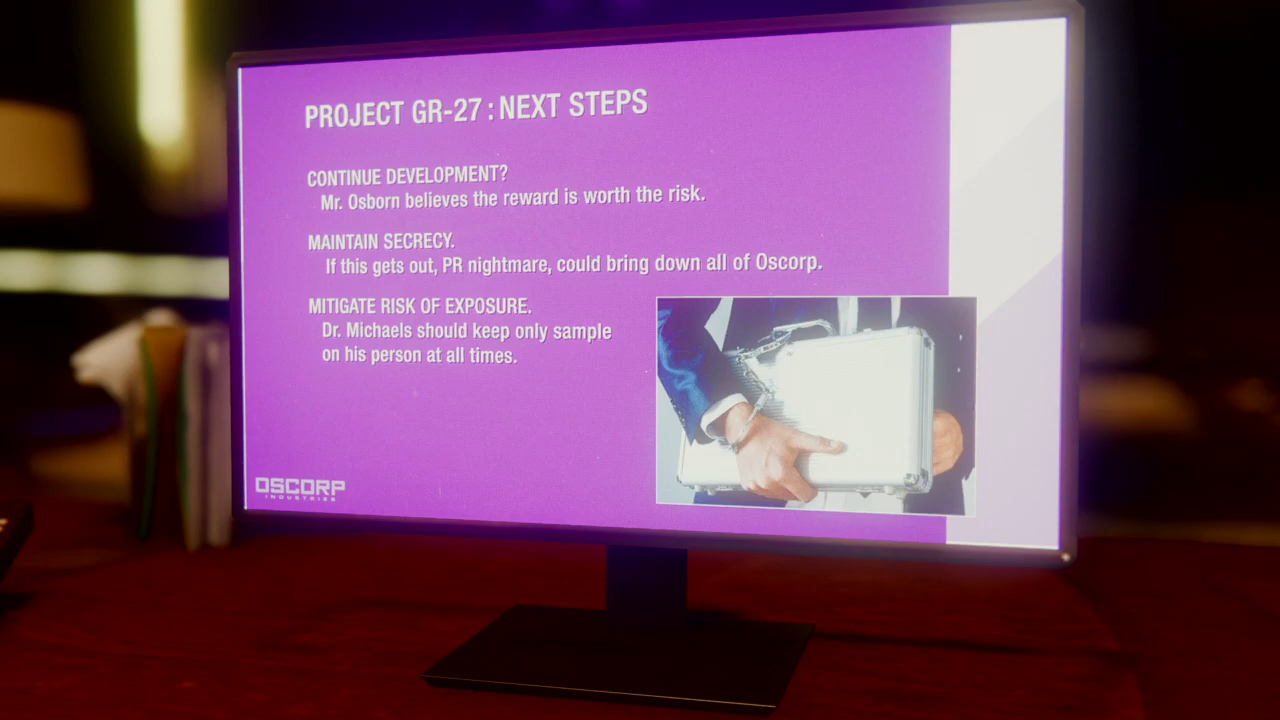 PROJECT GR-27 : NEXT STEPS
CONTINUE DEVELOPMENT?
Mr. Osborn believes the reward is worth the risk.
MAINTAIN SECRECY.
If this gets out, PR nightmare, could bring down all of Oscorp.
MITIGATE RISK OF EXPOSURE.
Dr. Michaels should keep only sample
on his person at all times.
OSCORP
INDUSTRIES